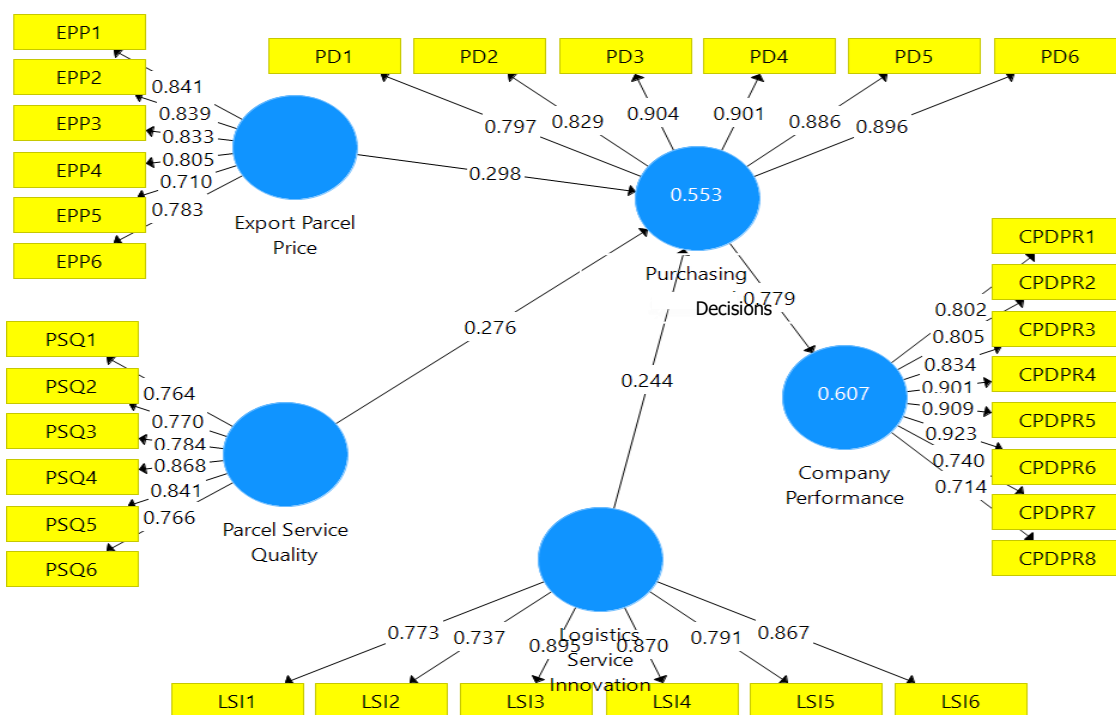 EPP1
EPP2
EPP3
EPP4
EPP5
EPP6
0.841
0.839
0.833
0.805
0.710
0.783
Export Parcel
Price
PD1
PD2
PD3
PD4
PD5
PD6
0.797
0.829
0.904
0.901
0.886
0.896
0.298
0.553
Purchasing
Decisions
0.779
0.276
0.244
PSQ1
PSQ2
PSQ3
PSQ4
PSQ5
PSQ6
0.764
0.770
0.784
0.868
0.841
0.766
Parcel Service
Quality
0.607
Company
Performance
CPDPR1
CPDPR2
CPDPR3
CPDPR4
CPDPR5
CPDPR6
CPDPR7
CPDPR8
0.802
0.805
0.834
0.901
0.909
0.923
0.740
0.714
Logistics
Service
Innovation
0.773
0.737
0.895
0.870
0.791
0.867
LSI1
LSI2
LSI3
LSI4
LSI5
LSI6